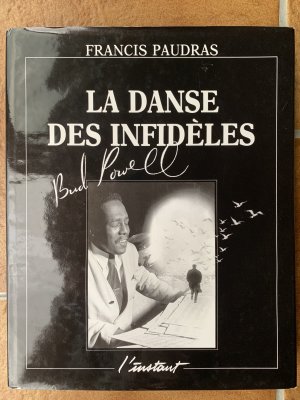 FRANCIS PAUDRAS
LA DANSE
DES INFIDÈLES
Bud Powell
l'instant